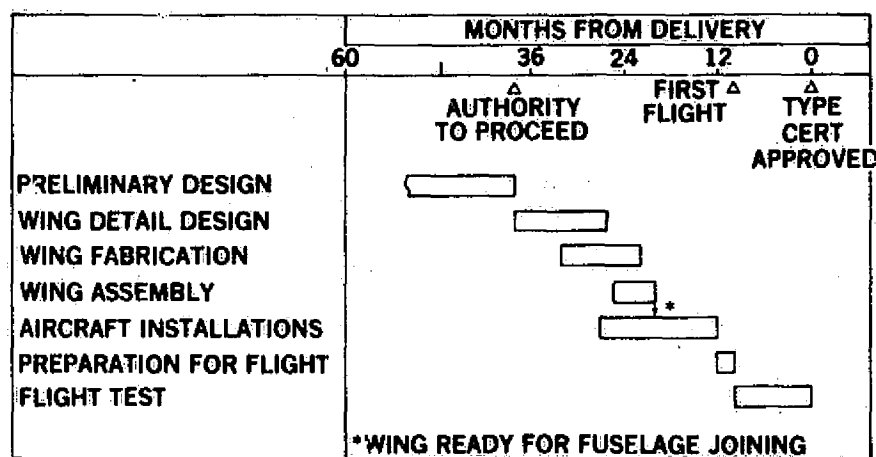 MONTHS FROM DELIVERY
60 36 24 12 0
AUTHORITY TO PROCEED
FIRST FLIGHT
TYPE CERT APPROVED
PRELIMINARY DESIGN
WING DETAIL DESIGN
WING FABRICATION
WING ASSEMBLY
*
AIRCRAFT INSTALLATIONS
PREPARATION FOR FLIGHT
FLIGHT TEST
*WING READY FOR FUSELAGE JOINING